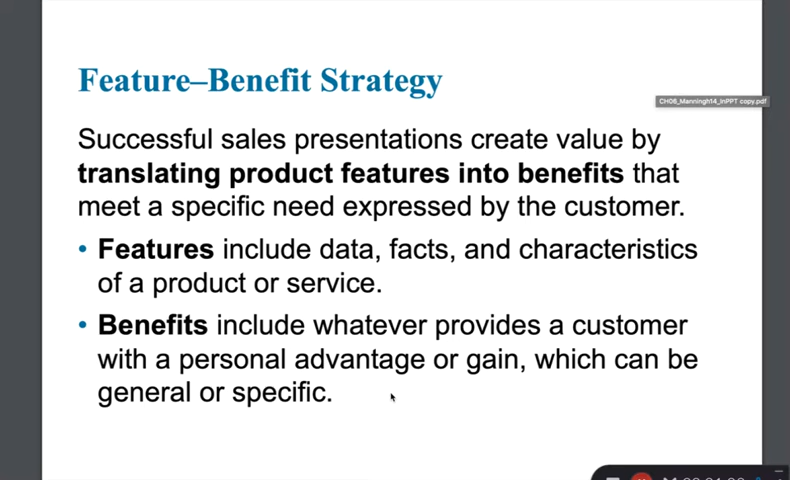 Feature–Benefit Strategy
CH06_Manningh14_InPPT copy.pdf
Successful sales presentations create value by
translating product features into benefits that
meet a specific need expressed by the customer.
• Features include data, facts, and characteristics
of a product or service.
• Benefits include whatever provides a customer
with a personal advantage or gain, which can be
general or specific.